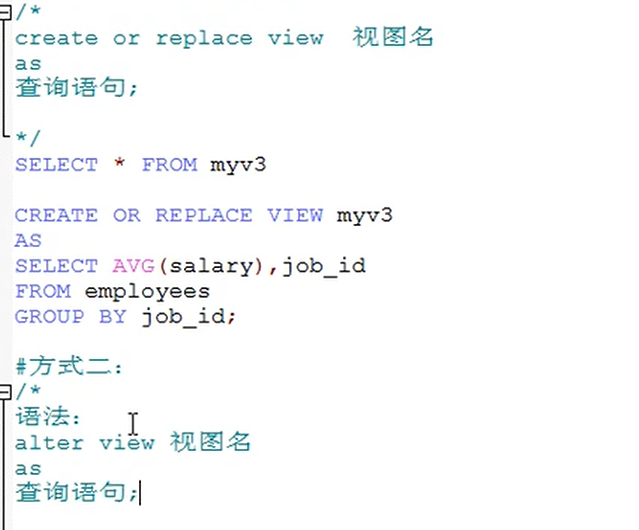 /*
create or replace view  视图名
as
查询语句;
*/
SELECT * FROM myv3
CREATE OR REPLACE VIEW myv3
AS
SELECT AVG(salary),job_id
FROM employees
GROUP BY job_id;
#方式二:
/*
语法:
alter view 视图名
as
查询语句;